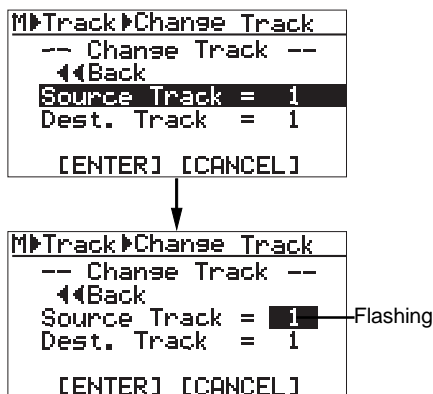 M▶Track▶Change Track
-- Change Track --
◀◀Back
Source Track = 1
Dest. Track = 1
[ENTER] [CANCEL]
M▶Track▶Change Track
-- Change Track --
◀◀Back
Source Track = 1
Flashing
Dest. Track = 1
[ENTER] [CANCEL]